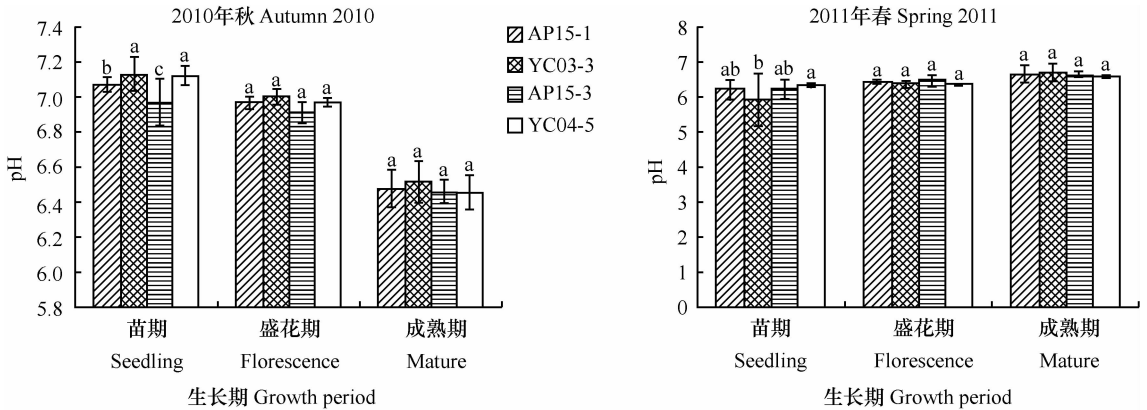 2010年秋 Autumn 2010
7.4
7.2
7.0
6.8
6.6
6.4
6.2
6.0
5.8
pH
b a c a
a a a a
a a a a
苗期 盛花期 成熟期
Seedling Florescence Mature
生长期 Growth period
AP15-1
YC03-3
AP15-3
YC04-5
2011年春 Spring 2011
8
7
6
5
4
3
2
1
0
pH
ab b ab a
a a a a
a a a a
苗期 盛花期 成熟期
Seedling Florescence Mature
生长期 Growth period